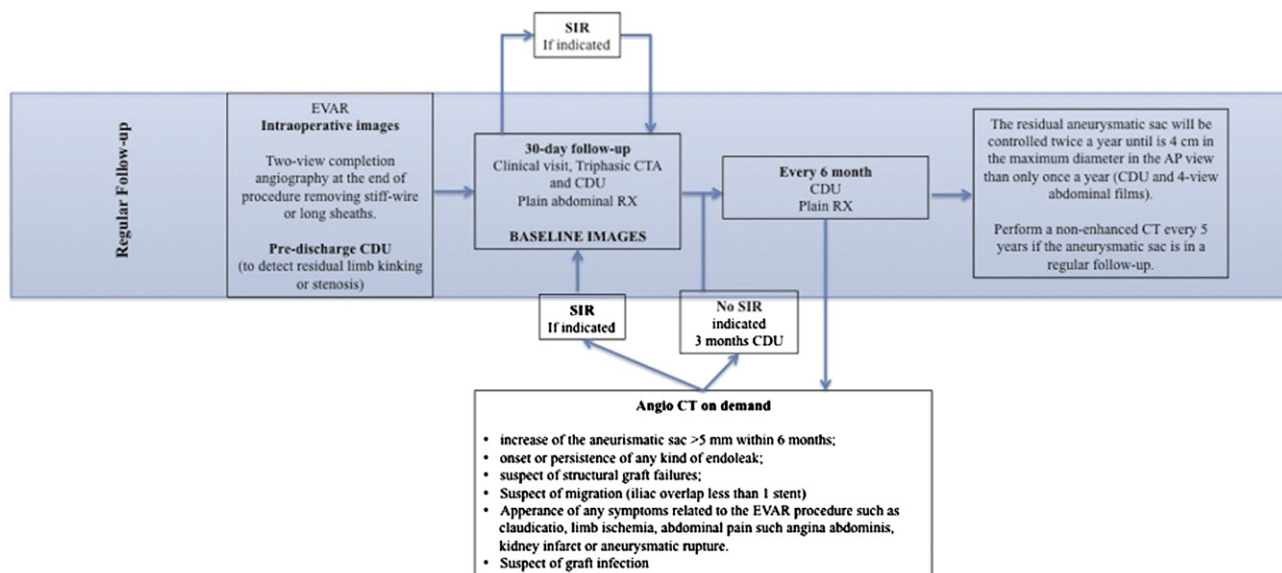 SIR
If indicated
Regular Follow-up
EVAR
Intraoperative images
Two-view completion
angiography at the end of
procedure removing stiff-wire
or long sheaths.
Pre-discharge CDU
(to detect residual limb kinking
or stenosis)
30-day follow-up
Clinical visit, Triphasic CTA
and CDU
Plain abdominal RX
BASELINE IMAGES
Every 6 month
CDU
Plain RX
The residual aneurysmatic sac will be
controlled twice a year until is 4 cm in
the maximum diameter in the AP view
than only once a year (CDU and 4-view
abdominal films).
Perform a non-enhanced CT every 5
years if the aneurysmatic sac is in a
regular follow-up.
SIR
If indicated
No SIR
indicated
3 months CDU
Angio CT on demand
• increase of the aneurismatic sac >5 mm within 6 months;
• onset or persistence of any kind of endoleak;
• suspect of structural graft failures;
• Suspect of migration (iliac overlap less than 1 stent)
• Apperance of any symptoms related to the EVAR procedure such as
claudicatio, limb ischemia, abdominal pain such angina abdominis,
kidney infarct or aneurysmatic rupture.
• Suspect of graft infection